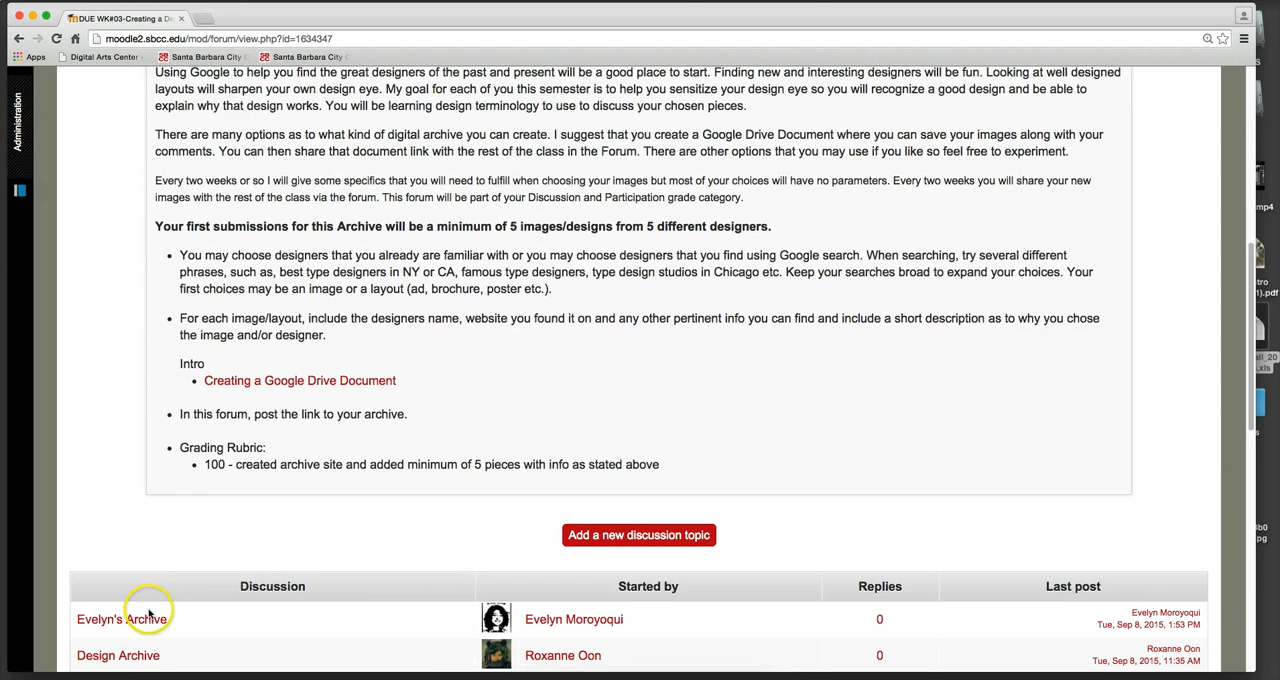 DUE WK#03-Creating a De
moodle2.sbcc.edu/mod/forum/view.php?id=1634347
Apps Digital Arts Center - Santa Barbara City C Santa Barbara City C
Administration
Using Google to help you find the great designers of the past and present will be a good place to start. Finding new and interesting designers will be fun. Looking at well designed
layouts will sharpen your own design eye. My goal for each of you this semester is to help you sensitize your design eye so you will recognize a good design and be able to
explain why that design works. You will be learning design terminology to use to discuss your chosen pieces.
There are many options as to what kind of digital archive you can create. I suggest that you create a Google Drive Document where you can save your images along with your
comments. You can then share that document link with the rest of the class in the Forum. There are other options that you may use if you like so feel free to experiment.
Every two weeks or so I will give some specifics that you will need to fulfill when choosing your images but most of your choices will have no parameters. Every two weeks you will share your new
images with the rest of the class via the forum. This forum will be part of your Discussion and Participation grade category.
Your first submissions for this Archive will be a minimum of 5 images/designs from 5 different designers.
• You may choose designers that you already are familiar with or you may choose designers that you find using Google search. When searching, try several different
phrases, such as, best type designers in NY or CA, famous type designers, type design studios in Chicago etc. Keep your searches broad to expand your choices. Your
first choices may be an image or a layout (ad, brochure, poster etc.).
• For each image/layout, include the designers name, website you found it on and any other pertinent info you can find and include a short description as to why you chose
the image and/or designer.
Intro
• Creating a Google Drive Document
• In this forum, post the link to your archive.
• Grading Rubric:
• 100 - created archive site and added minimum of 5 pieces with info as stated above
Add a new discussion topic
Discussion Started by Replies Last post
Evelyn's Archive Evelyn Moroyoqui 0 Evelyn Moroyoqui
Tue, Sep 8, 2015, 1:53 PM
Design Archive Roxanne Oon 0 Roxanne Oon
Tue, Sep 8, 2015, 11:35 AM
mp4
tro
1).pdf
all_20
.xls